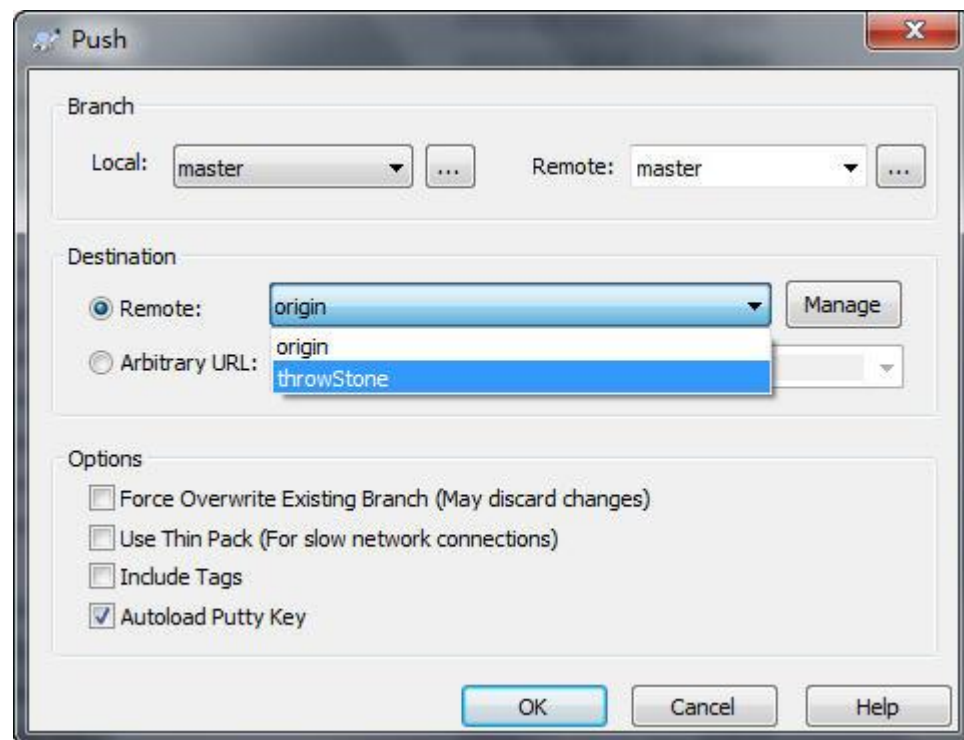 Push
Branch
Local: master ... Remote: master ...
Destination
Remote: origin Manage
origin
Arbitrary URL:
throwStone
Options
Force Overwrite Existing Branch (May discard changes)
Use Thin Pack (For slow network connections)
Include Tags
Autoload Putty Key
OK Cancel Help